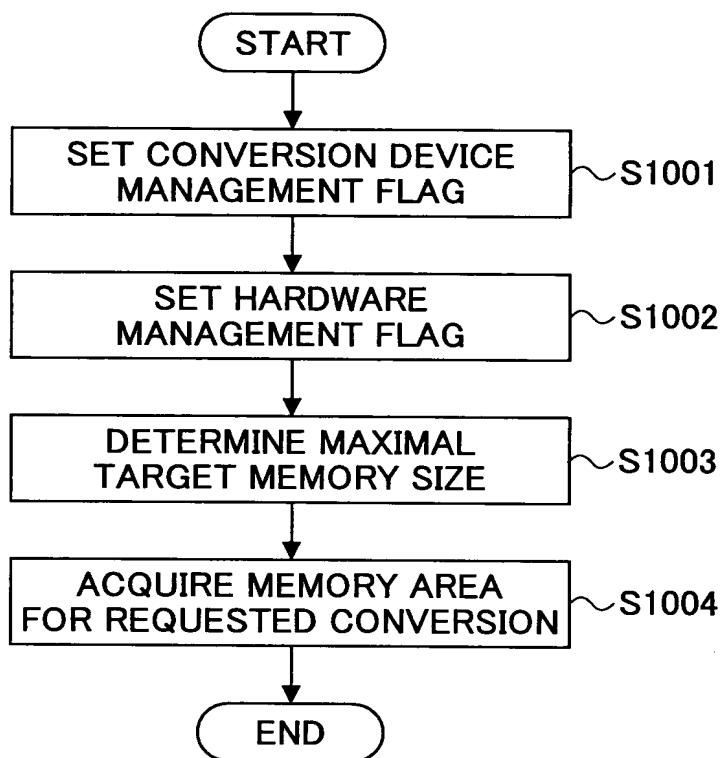 START
SET CONVERSION DEVICE
MANAGEMENT FLAG
S1001
SET HARDWARE
MANAGEMENT FLAG
S1002
DETERMINE MAXIMAL
TARGET MEMORY SIZE
S1003
ACQUIRE MEMORY AREA
FOR REQUESTED CONVERSION
S1004
END